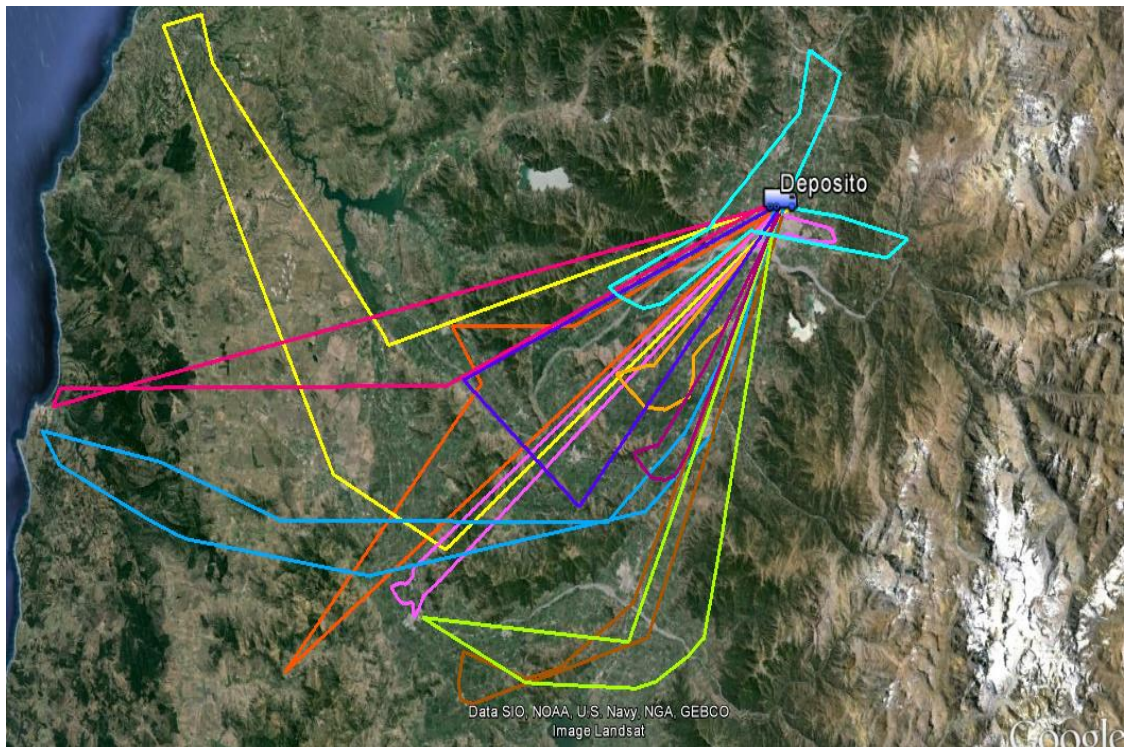 Deposito
Data SIO, NOAA, U.S. Navy, NGA, GEBCO
Image Landsat
Google